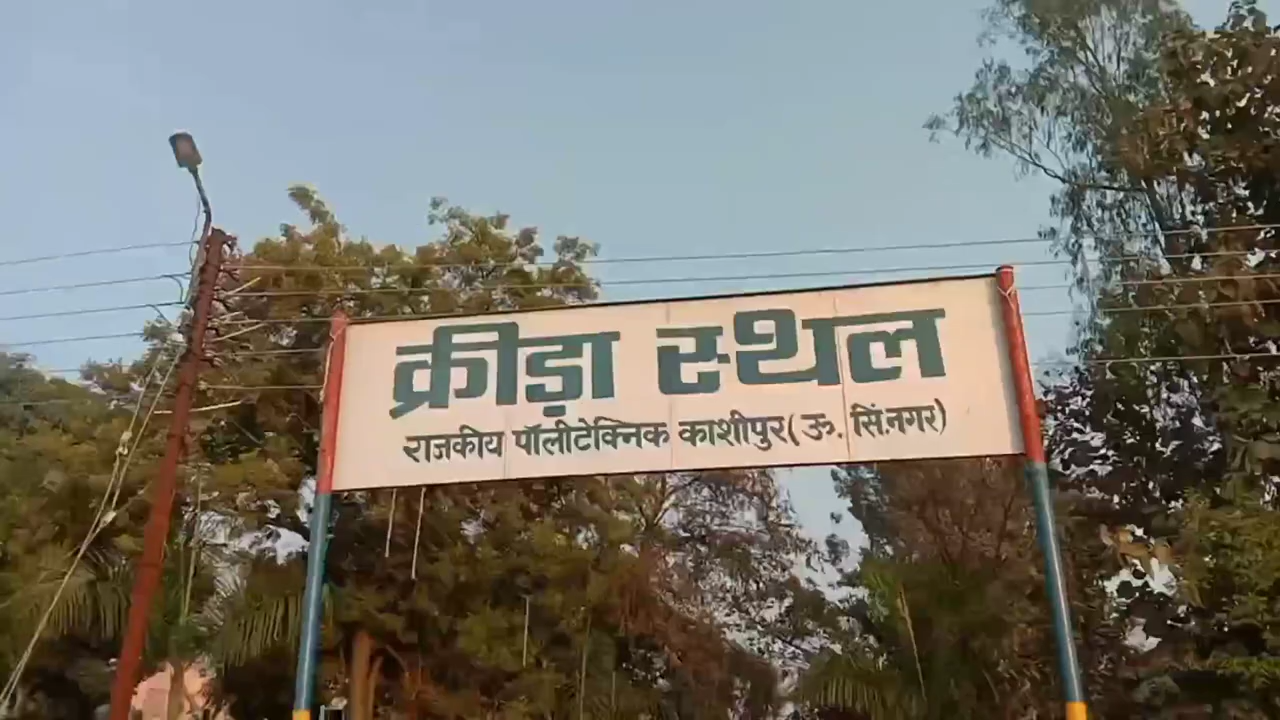 क्रीड़ा स्थल
राजकीय पॉलीटेक्निक काशीपुर(ऊ. सिं.नगर)